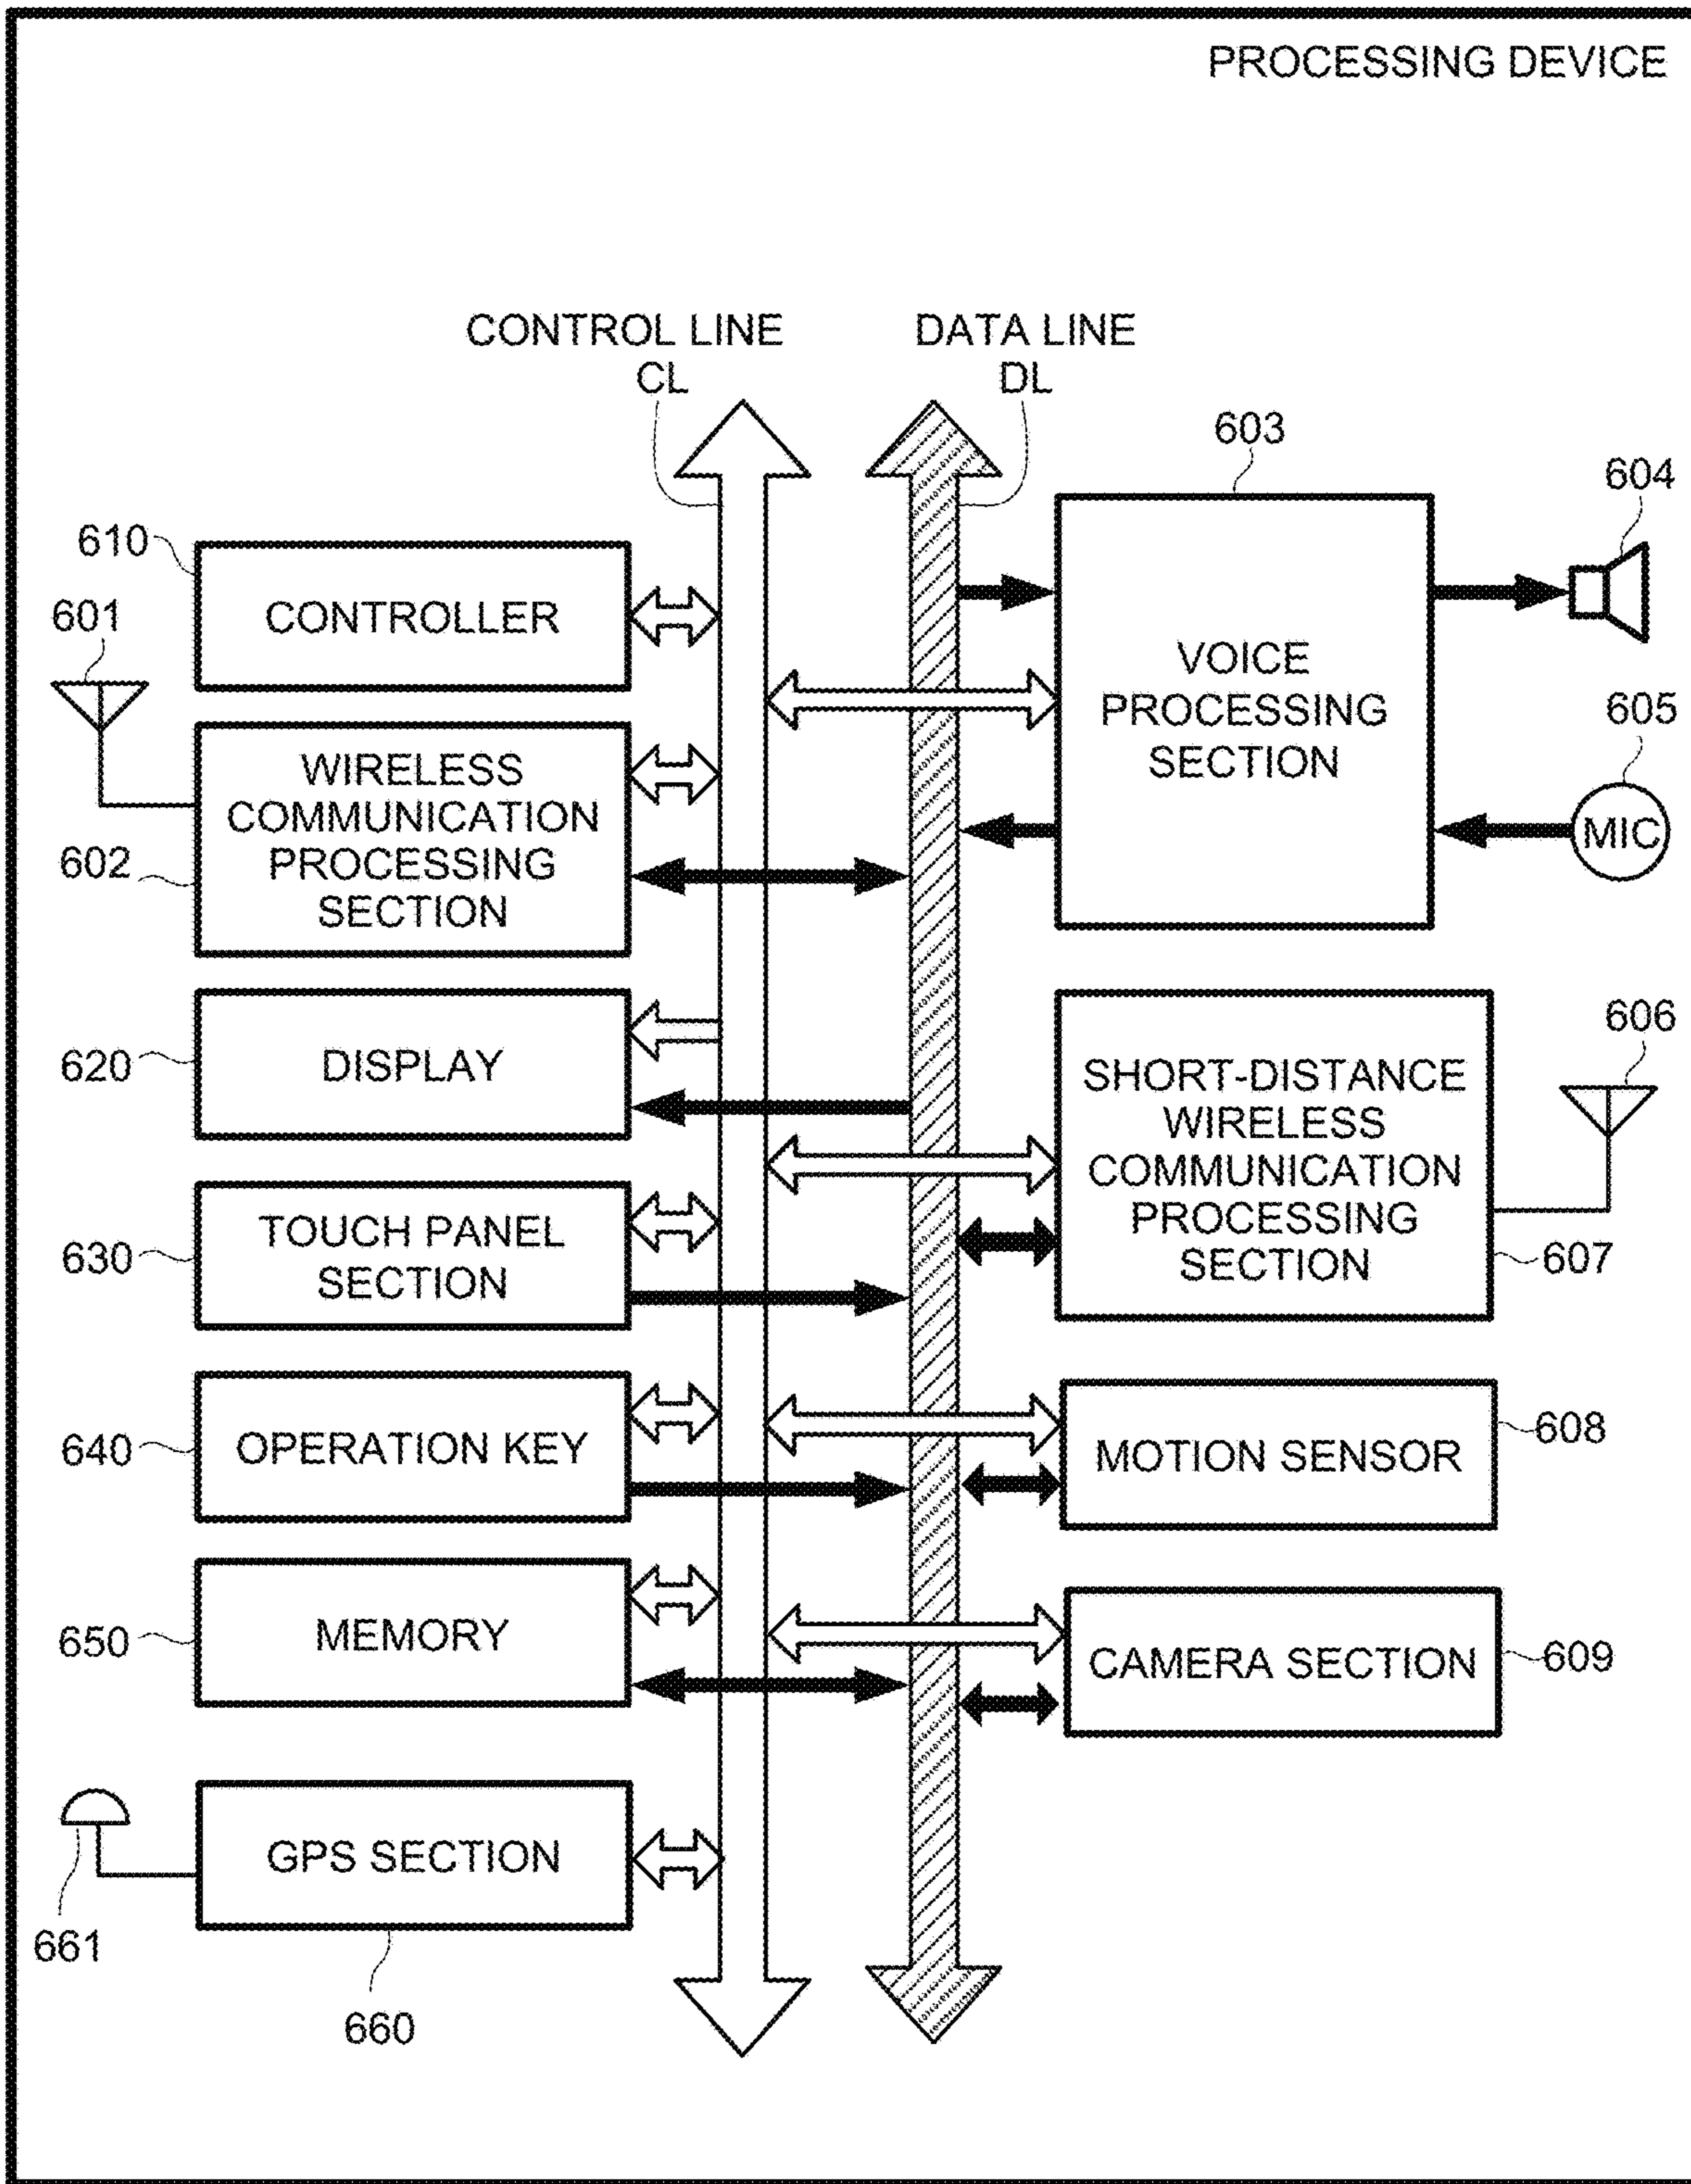 PROCESSING DEVICE
CONTROL LINE
CL
DATA LINE
DL
610
CONTROLLER
601
WIRELESS
COMMUNICATION
PROCESSING
SECTION
602
620
DISPLAY
630
TOUCH PANEL
SECTION
640
OPERATION KEY
650
MEMORY
661
GPS SECTION
660
603
VOICE
PROCESSING
SECTION
604
605
MIC
606
SHORT-DISTANCE
WIRELESS
COMMUNICATION
PROCESSING
SECTION
607
608
MOTION SENSOR
609
CAMERA SECTION